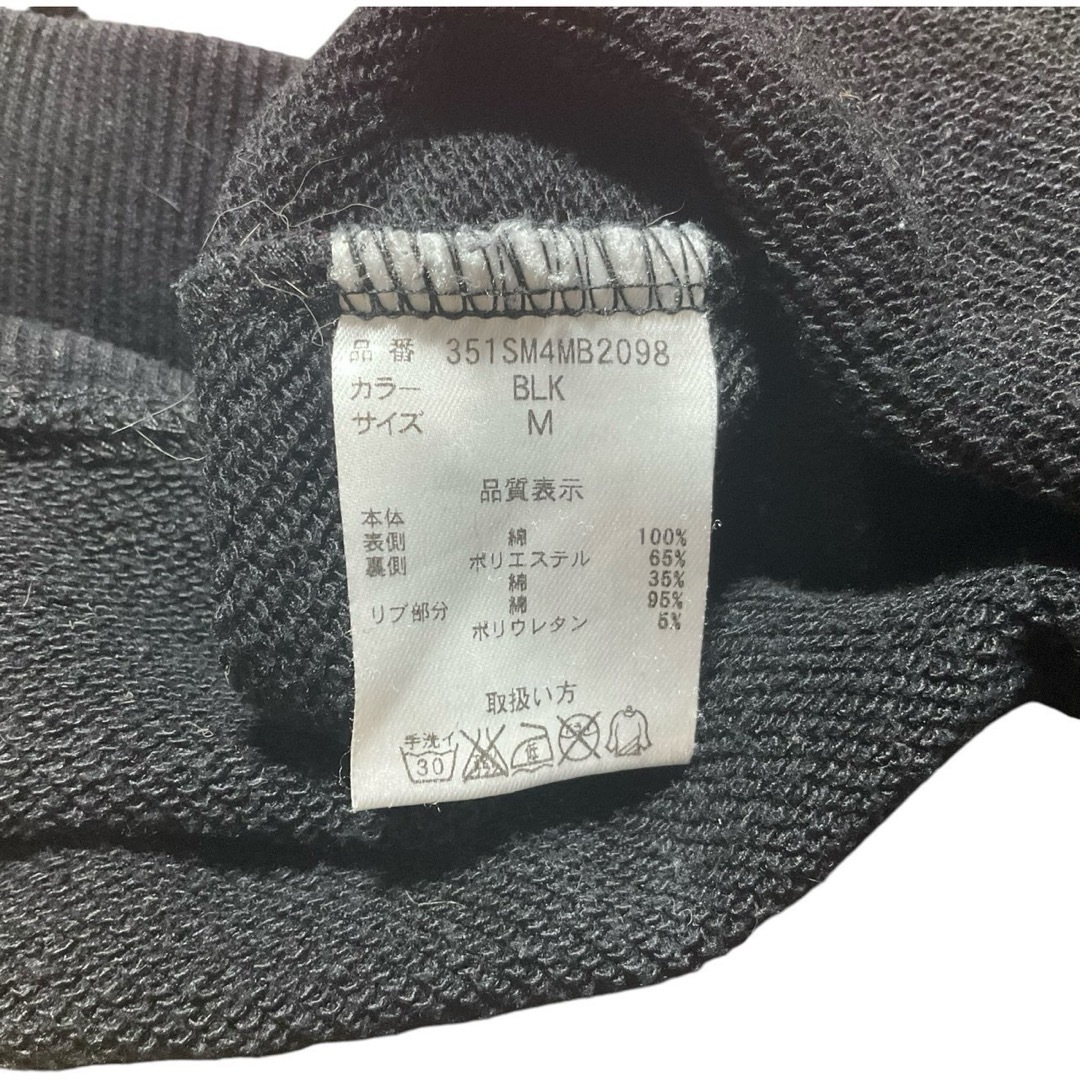 品 番 351SM4MB2098
カラー BLK
サイズ M
品質表示
本体
表側 綿 100%
裏側 ポリエステル 65%
綿 35%
リブ部分 綿 95%
ポリウレタン 5%
取扱い方
手洗イ
30 低